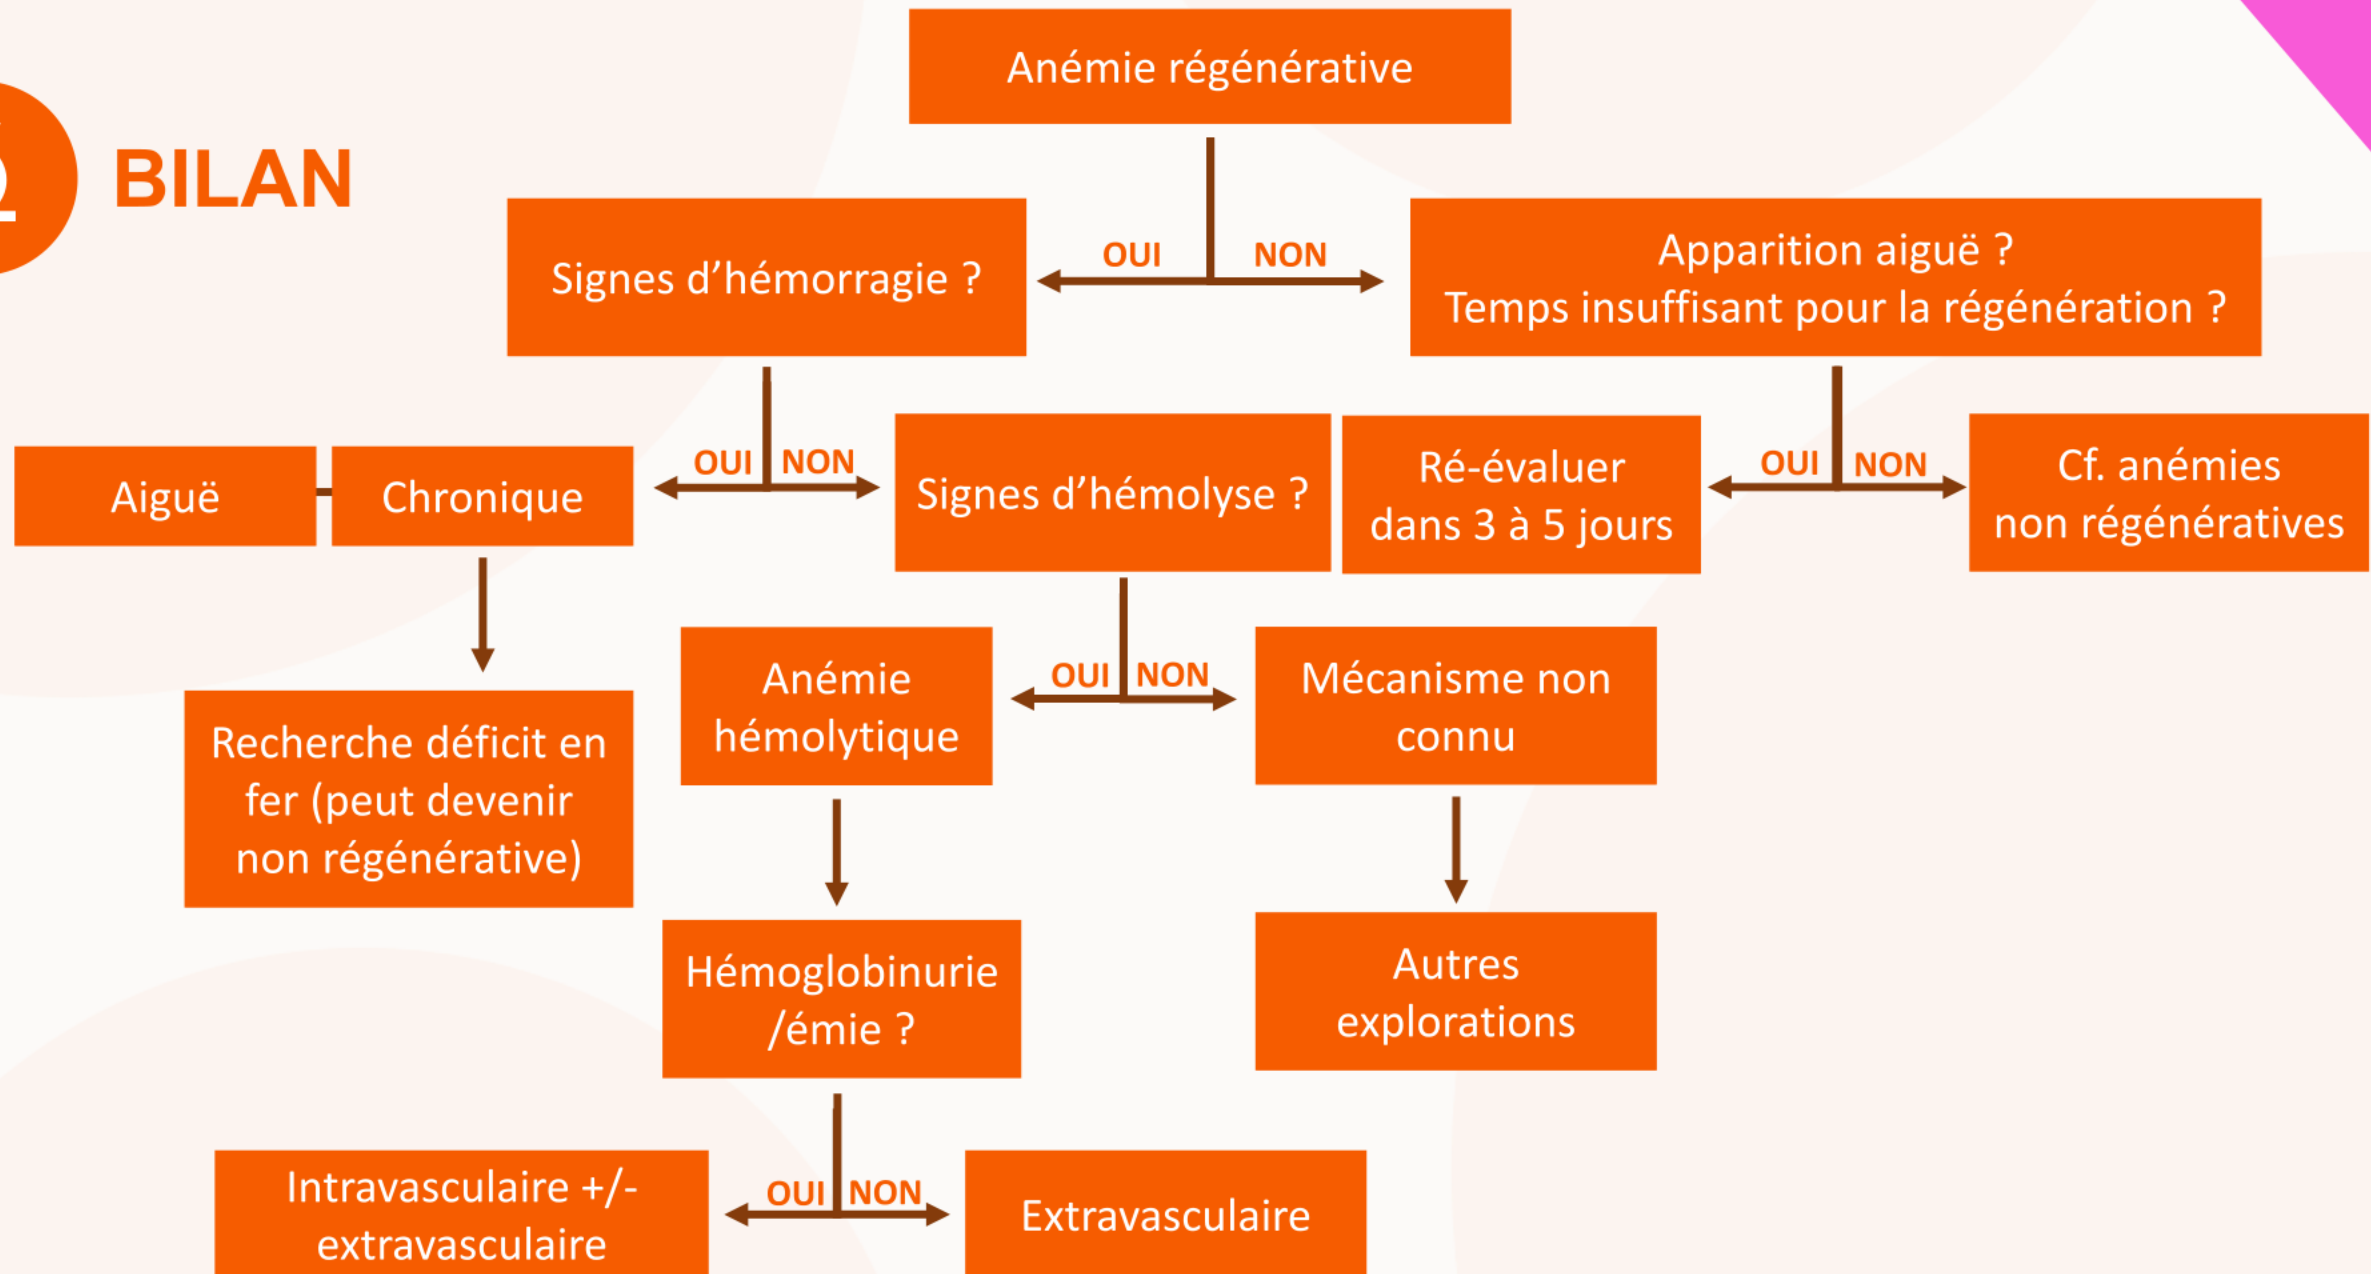 Anémie régénérative
BILAN
Signes d’hémorragie ?
OUI
NON
Apparition aiguë ?
Temps insuffisant pour la régénération ?
Aiguë
Chronique
OUI
NON
Signes d’hémolyse ?
Ré-évaluer
dans 3 à 5 jours
OUI
NON
Cf. anémies
non régénératives
Recherche déficit en
fer (peut devenir
non régénérative)
Anémie
hémolytique
OUI
NON
Mécanisme non
connu
Hémoglobinurie
/émie ?
Autres
explorations
Intravasculaire +/-
extravasculaire
OUI
NON
Extravasculaire